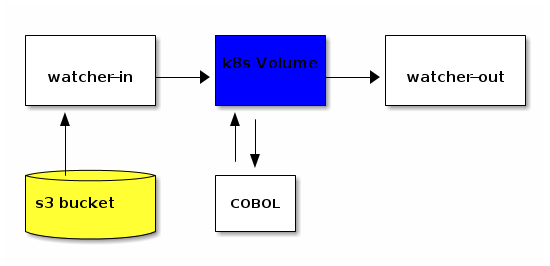 watcher-in
k8s Volume
watcher-out
s3 bucket
COBOL